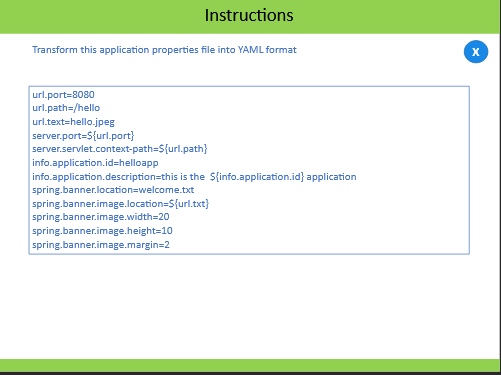 Instructions
Transform this application properties file into YAML format
X
url.port=8080
url.path=/hello
url.text=hello.jpeg
server.port=${url.port}
server.servlet.context-path=${url.path}
info.application.id=helloapp
info.application.description=this is the  ${info.application.id} application
spring.banner.location=welcome.txt
spring.banner.image.location=${url.txt}
spring.banner.image.width=20
spring.banner.image.height=10
spring.banner.image.margin=2